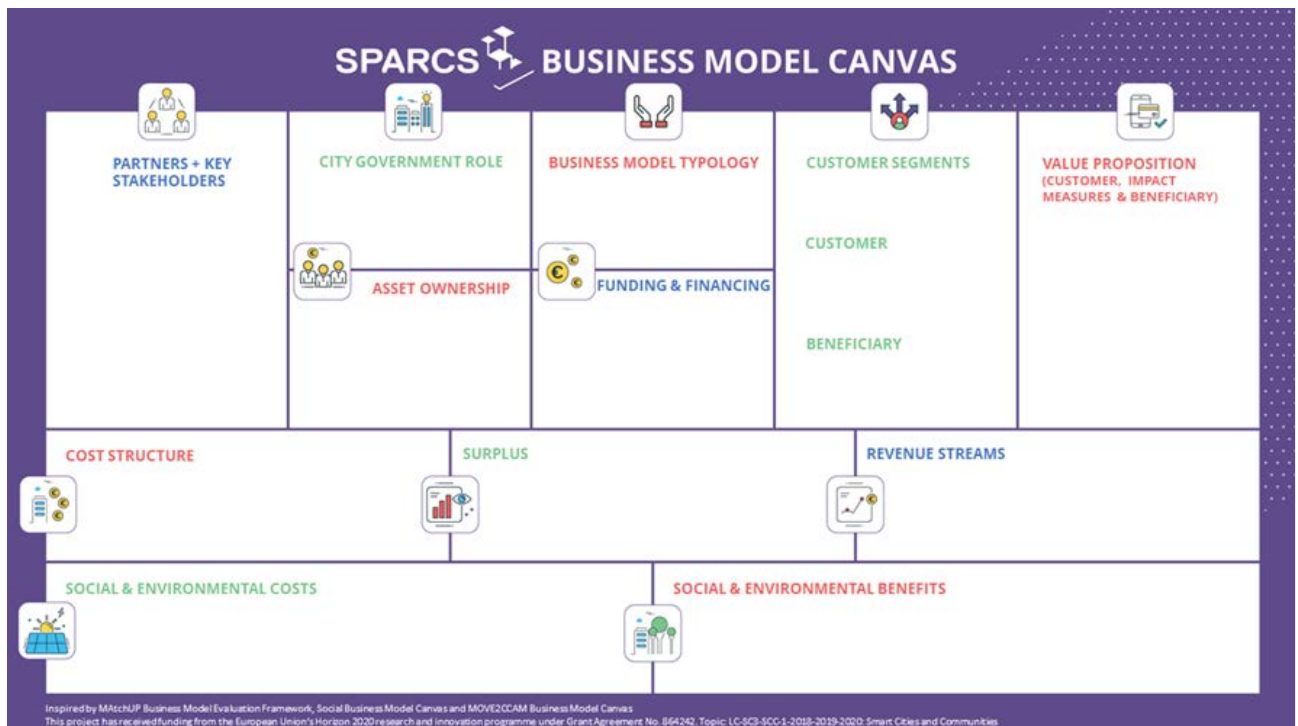 SPARCS BUSINESS MODEL CANVAS
PARTNERS + KEY
STAKEHOLDERS
CITY GOVERNMENT ROLE
ASSET OWNERSHIP
BUSINESS MODEL TYPOLOGY
FUNDING & FINANCING
CUSTOMER SEGMENTS
CUSTOMER
BENEFICIARY
VALUE PROPOSITION
(CUSTOMER, IMPACT
MEASURES & BENEFICIARY)
COST STRUCTURE
SURPLUS
REVENUE STREAMS
SOCIAL & ENVIRONMENTAL COSTS
SOCIAL & ENVIRONMENTAL BENEFITS
Inspired by MAtchUP Business Model Evaluation Framework, Social Business Model Canvas and MOVE2CCAM Business Model Canvas
This project has received funding from the European Union's Horizon 2020 research and innovation programme under Grant Agreement No. 864242. Topic: LC-SC3-SCC-1-2018-2019-2020: Smart Cities and Communities